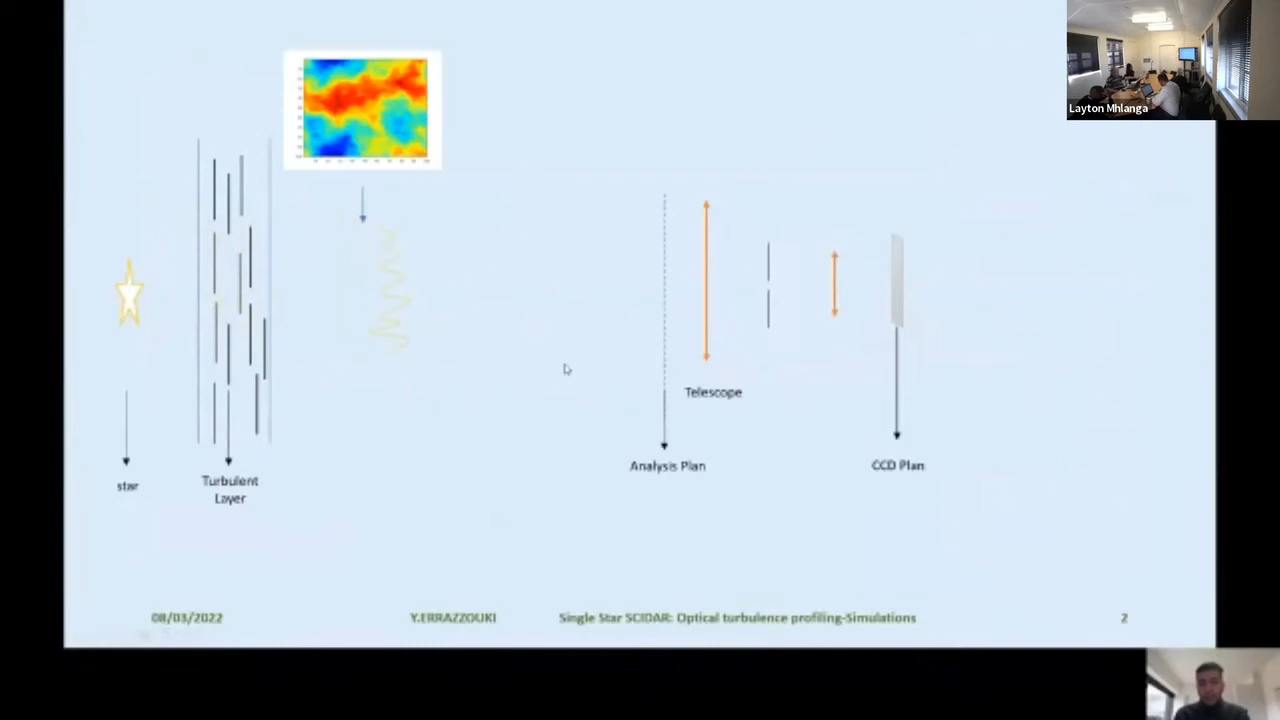 Layton Mhlanga
Telescope
Analysis Plan
CCD Plan
star
Turbulent
Layer
08/03/2022
Y.ERRAZZOUKI
Single Star SCIDAR: Optical turbulence profiling-Simulations
2